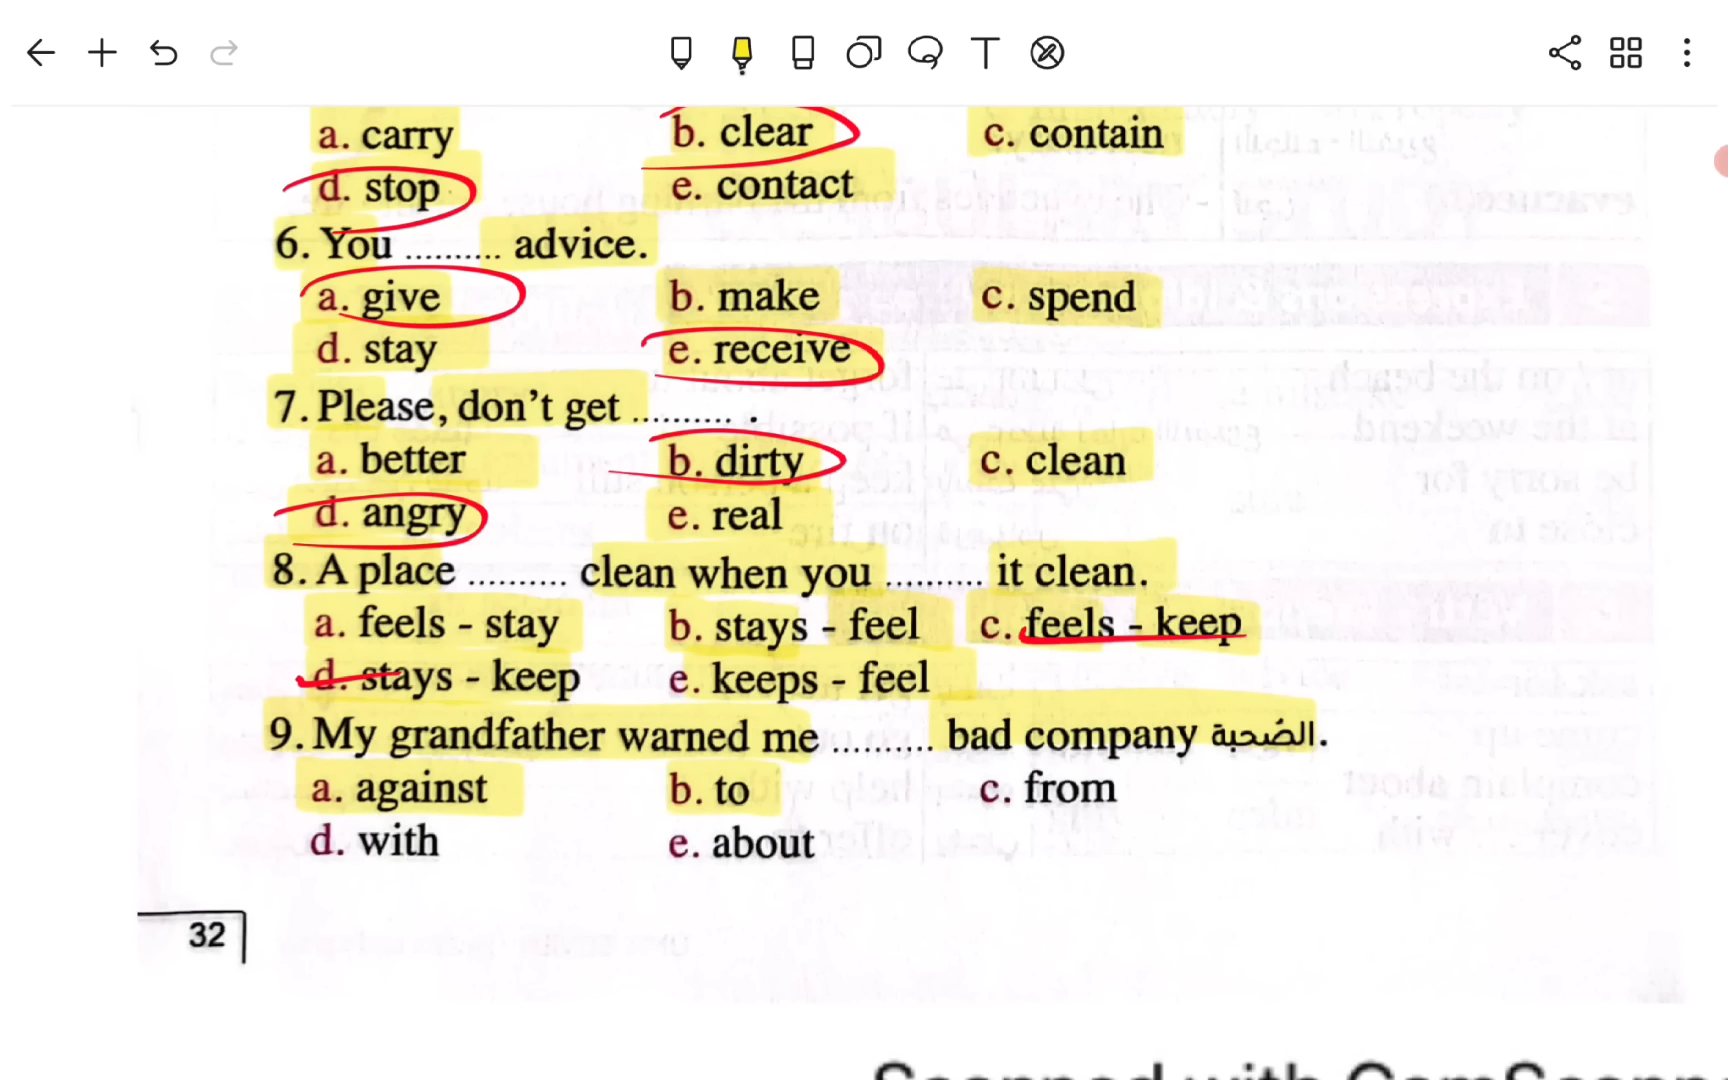 a. carry b. clear c. contain
d. stop e. contact
6. You .......... advice.
a. give b. make c. spend
d. stay e. receive
7. Please, don't get .......... .
a. better b. dirty c. clean
d. angry e. real
8. A place .......... clean when you .......... it clean.
a. feels - stay b. stays - feel c. feels - keep
d. stays - keep e. keeps - feel
9. My grandfather warned me .......... bad company الصُحبة.
a. against b. to c. from
d. with e. about
32